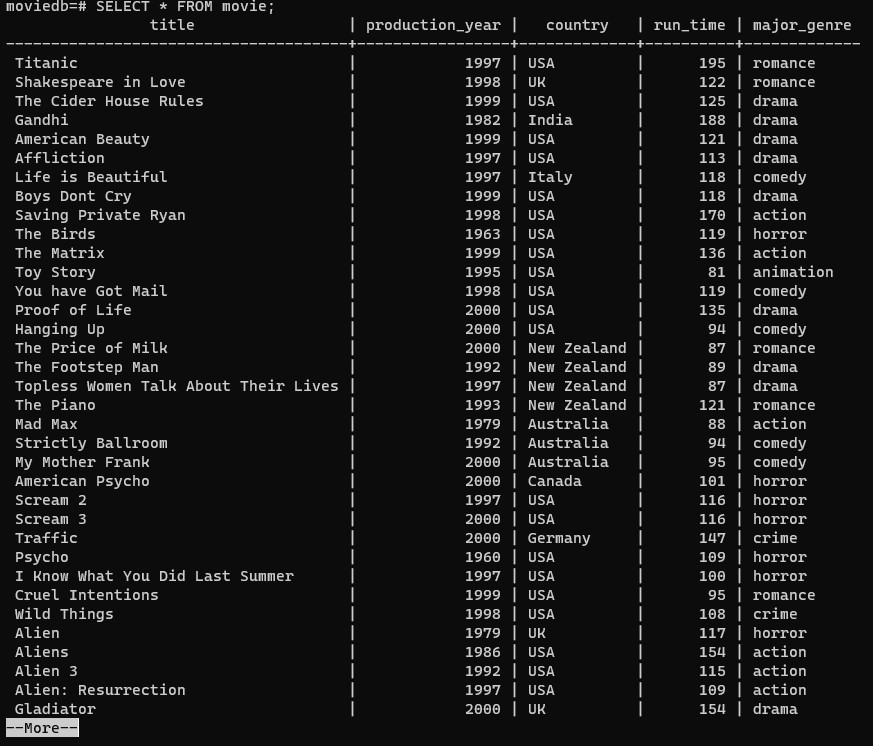 moviedb=# SELECT * FROM movie;
                title                 | production_year |   country   | run_time | major_genre
--------------------------------------+-----------------+-------------+----------+-------------
 Titanic                              |            1997 | USA         |      195 | romance
 Shakespeare in Love                  |            1998 | UK          |      122 | romance
 The Cider House Rules                |            1999 | USA         |      125 | drama
 Gandhi                               |            1982 | India       |      188 | drama
 American Beauty                      |            1999 | USA         |      121 | drama
 Affliction                           |            1997 | USA         |      113 | drama
 Life is Beautiful                    |            1997 | Italy       |      118 | comedy
 Boys Dont Cry                        |            1999 | USA         |      118 | drama
 Saving Private Ryan                  |            1998 | USA         |      170 | action
 The Birds                            |            1963 | USA         |      119 | horror
 The Matrix                           |            1999 | USA         |      136 | action
 Toy Story                            |            1995 | USA         |       81 | animation
 You have Got Mail                    |            1998 | USA         |      119 | comedy
 Proof of Life                        |            2000 | USA         |      135 | drama
 Hanging Up                           |            2000 | USA         |       94 | comedy
 The Price of Milk                    |            2000 | New Zealand |       87 | romance
 The Footstep Man                     |            1992 | New Zealand |       89 | drama
 Topless Women Talk About Their Lives |            1997 | New Zealand |       87 | drama
 The Piano                            |            1993 | New Zealand |      121 | romance
 Mad Max                              |            1979 | Australia   |       88 | action
 Strictly Ballroom                    |            1992 | Australia   |       94 | comedy
 My Mother Frank                      |            2000 | Australia   |       95 | comedy
 American Psycho                      |            2000 | Canada      |      101 | horror
 Scream 2                             |            1997 | USA         |      116 | horror
 Scream 3                             |            2000 | USA         |      116 | horror
 Traffic                              |            2000 | Germany     |      147 | crime
 Psycho                               |            1960 | USA         |      109 | horror
 I Know What You Did Last Summer      |            1997 | USA         |      100 | horror
 Cruel Intentions                     |            1999 | USA         |       95 | romance
 Wild Things                          |            1998 | USA         |      108 | crime
 Alien                                |            1979 | UK          |      117 | horror
 Aliens                               |            1986 | USA         |      154 | action
 Alien 3                              |            1992 | USA         |      115 | action
 Alien: Resurrection                  |            1997 | USA         |      109 | action
 Gladiator                            |            2000 | UK          |      154 | drama
--More--